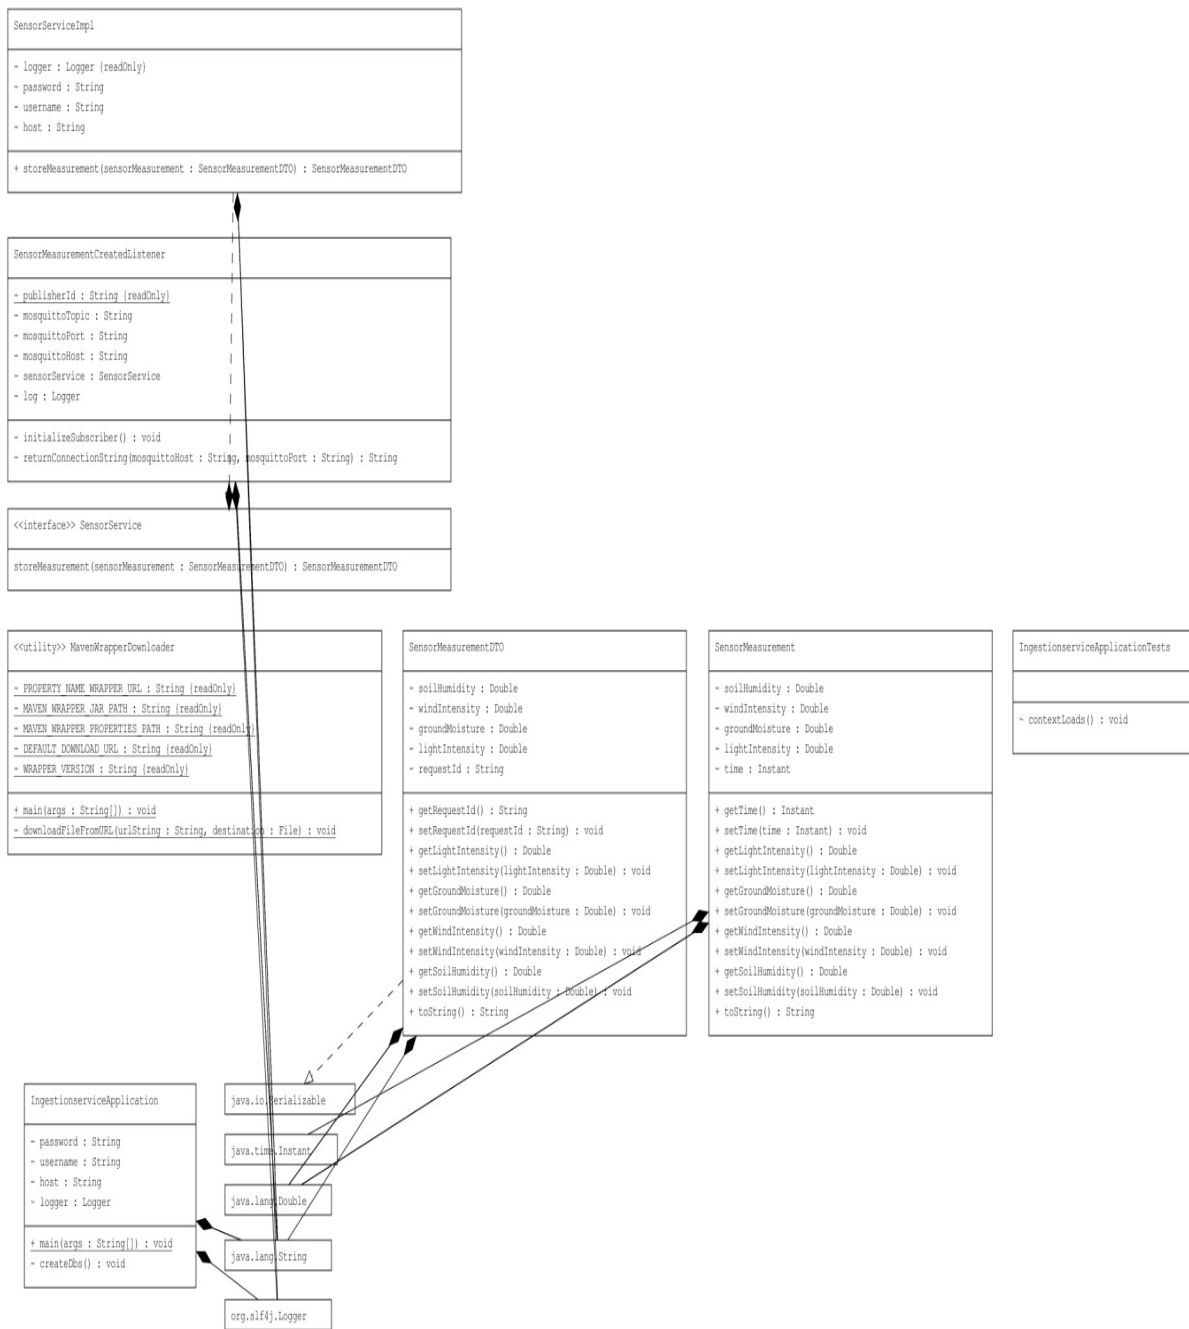 SensorServiceImpl
- logger : Logger {readOnly}
- password : String
- username : String
- host : String
+ storeMeasurement(sensorMeasurement : SensorMeasurementDTO) : SensorMeasurementDTO
SensorMeasurementCreatedListener
- publisherId : String {readOnly}
- mosquittoTopic : String
- mosquittoPort : String
- mosquittoHost : String
- sensorService : SensorService
- log : Logger
- initializeSubscriber() : void
- returnConnectionString(mosquittoHost : String, mosquittoPort : String) : String
<<interface>> SensorService
storeMeasurement(sensorMeasurement : SensorMeasurementDTO) : SensorMeasurementDTO
<<utility>> MavenWrapperDownloader
- PROPERTY_NAME_WRAPPER_URL : String {readOnly}
- MAVEN_WRAPPER_JAR_PATH : String {readOnly}
- MAVEN_WRAPPER_PROPERTIES_PATH : String {readOnly}
- DEFAULT_DOWNLOAD_URL : String {readOnly}
- WRAPPER_VERSION : String {readOnly}
+ main(args : String[]) : void
- downloadFileFromURL(urlString : String, destination : File) : void
SensorMeasurementDTO
- soilHumidity : Double
- windIntensity : Double
- groundMoisture : Double
- lightIntensity : Double
- requestId : String
+ getRequestId() : String
+ setRequestId(requestId : String) : void
+ getLightIntensity() : Double
+ setLightIntensity(lightIntensity : Double) : void
+ getGroundMoisture() : Double
+ setGroundMoisture(groundMoisture : Double) : void
+ getWindIntensity() : Double
+ setWindIntensity(windIntensity : Double) : void
+ getSoilHumidity() : Double
+ setSoilHumidity(soilHumidity : Double) : void
+ toString() : String
SensorMeasurement
- soilHumidity : Double
- windIntensity : Double
- groundMoisture : Double
- lightIntensity : Double
- time : Instant
+ getTime() : Instant
+ setTime(time : Instant) : void
+ getLightIntensity() : Double
+ setLightIntensity(lightIntensity : Double) : void
+ getGroundMoisture() : Double
+ setGroundMoisture(groundMoisture : Double) : void
+ getWindIntensity() : Double
+ setWindIntensity(windIntensity : Double) : void
+ getSoilHumidity() : Double
+ setSoilHumidity(soilHumidity : Double) : void
+ toString() : String
IngestionserviceApplicationTests
~ contextLoads() : void
IngestionserviceApplication
- password : String
- username : String
- host : String
~ logger : Logger
+ main(args : String[]) : void
- createDbs() : void
java.io.Serializable
java.time.Instant
java.lang.Double
java.lang.String
org.slf4j.Logger